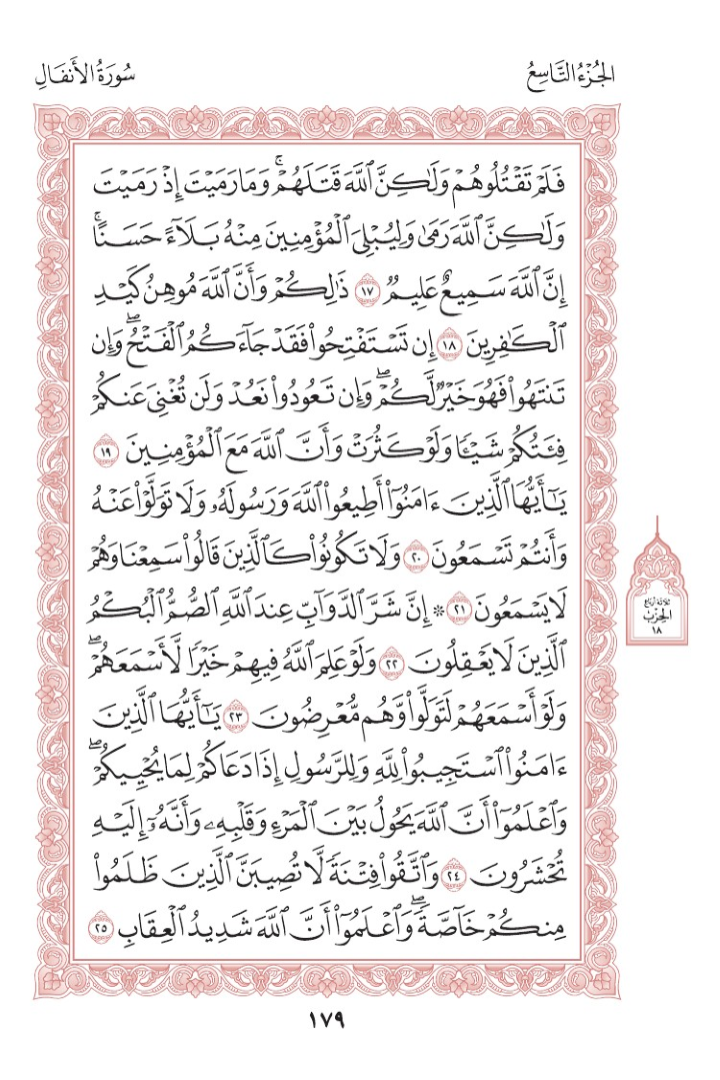 الجُزْءُ التَّاسِعُ
سُورَةُ الأَنفَالِ
فَلَمْ تَقْتُلُوهُمْ وَلَٰكِنَّ ٱللَّهَ قَتَلَهُمْۚ وَمَا رَمَيْتَ إِذْ رَمَيْتَ
وَلَٰكِنَّ ٱللَّهَ رَمَىٰ وَلِيُبْلِيَ ٱلْمُؤْمِنِينَ مِنْهُ بَلَآءً حَسَنًاۚ
إِنَّ ٱللَّهَ سَمِيعٌ عَلِيمٌ ١٧ ذَٰلِكُمْ وَأَنَّ ٱللَّهَ مُوهِنُ كَيْدِ
ٱلْكَٰفِرِينَ ١٨ إِن تَسْتَفْتِحُوا۟ فَقَدْ جَآءَكُمُ ٱلْفَتْحُۖ وَإِن
تَنتَهُوا۟ فَهُوَ خَيْرٌ لَّكُمْۖ وَإِن تَعُودُوا۟ نَعُدْ وَلَن تُغْنِيَ عَنكُمْ
فِئَتُكُمْ شَيْـًٔا وَلَوْ كَثُرَتْ وَأَنَّ ٱللَّهَ مَعَ ٱلْمُؤْمِنِينَ ١٩
يَٰٓأَيُّهَا ٱلَّذِينَ ءَامَنُوٓا۟ أَطِيعُوا۟ ٱللَّهَ وَرَسُولَهُۥ وَلَا تَوَلَّوْا۟ عَنْهُ
وَأَنتُمْ تَسْمَعُونَ ٢٠ وَلَا تَكُونُوا۟ كَٱلَّذِينَ قَالُوا۟ سَمِعْنَا وَهُمْ
لَا يَسْمَعُونَ ٢١ ۞ إِنَّ شَرَّ ٱلدَّوَآبِّ عِندَ ٱللَّهِ ٱلصُّمُّ ٱلْبُكْمُ
ٱلَّذِينَ لَا يَعْقِلُونَ ٢٢ وَلَوْ عَلِمَ ٱللَّهُ فِيهِمْ خَيْرًا لَّأَسْمَعَهُمْۖ
وَلَوْ أَسْمَعَهُمْ لَتَوَلَّوا۟ وَّهُم مُّعْرِضُونَ ٢٣ يَٰٓأَيُّهَا ٱلَّذِينَ
ءَامَنُوا۟ ٱسْتَجِيبُوا۟ لِلَّهِ وَلِلرَّسُولِ إِذَا دَعَاكُمْ لِمَا يُحْيِيكُمْۖ
وَٱعْلَمُوٓا۟ أَنَّ ٱللَّهَ يَحُولُ بَيْنَ ٱلْمَرْءِ وَقَلْبِهِۦ وَأَنَّهُۥٓ إِلَيْهِ
تُحْشَرُونَ ٢٤ وَٱتَّقُوا۟ فِتْنَةً لَّا تُصِيبَنَّ ٱلَّذِينَ ظَلَمُوا۟
مِنكُمْ خَآصَّةًۖ وَٱعْلَمُوٓا۟ أَنَّ ٱللَّهَ شَدِيدُ ٱلْعِقَابِ ٢٥
ثلاثة أرباع
الحزب
١٨
١٧٩